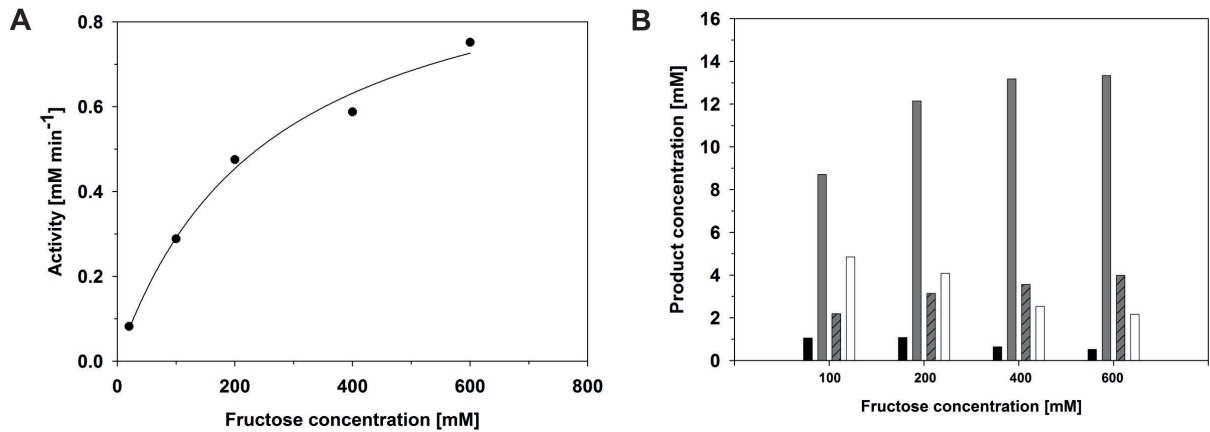 A
Activity [mM min-1]
0.8
0.6
0.4
0.2
0.0
0 200 400 600 800
Fructose concentration [mM]
B
Product concentration [mM]
16
14
12
10
8
6
4
2
0
100 200 400 600
Fructose concentration [mM]